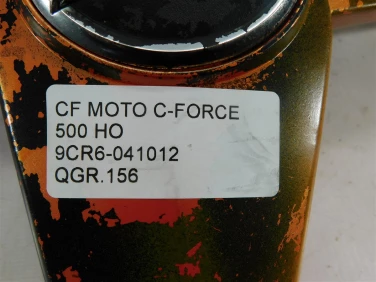 CF MOTO C-FORCE
500 HO
9CR6-041012
QGR.156